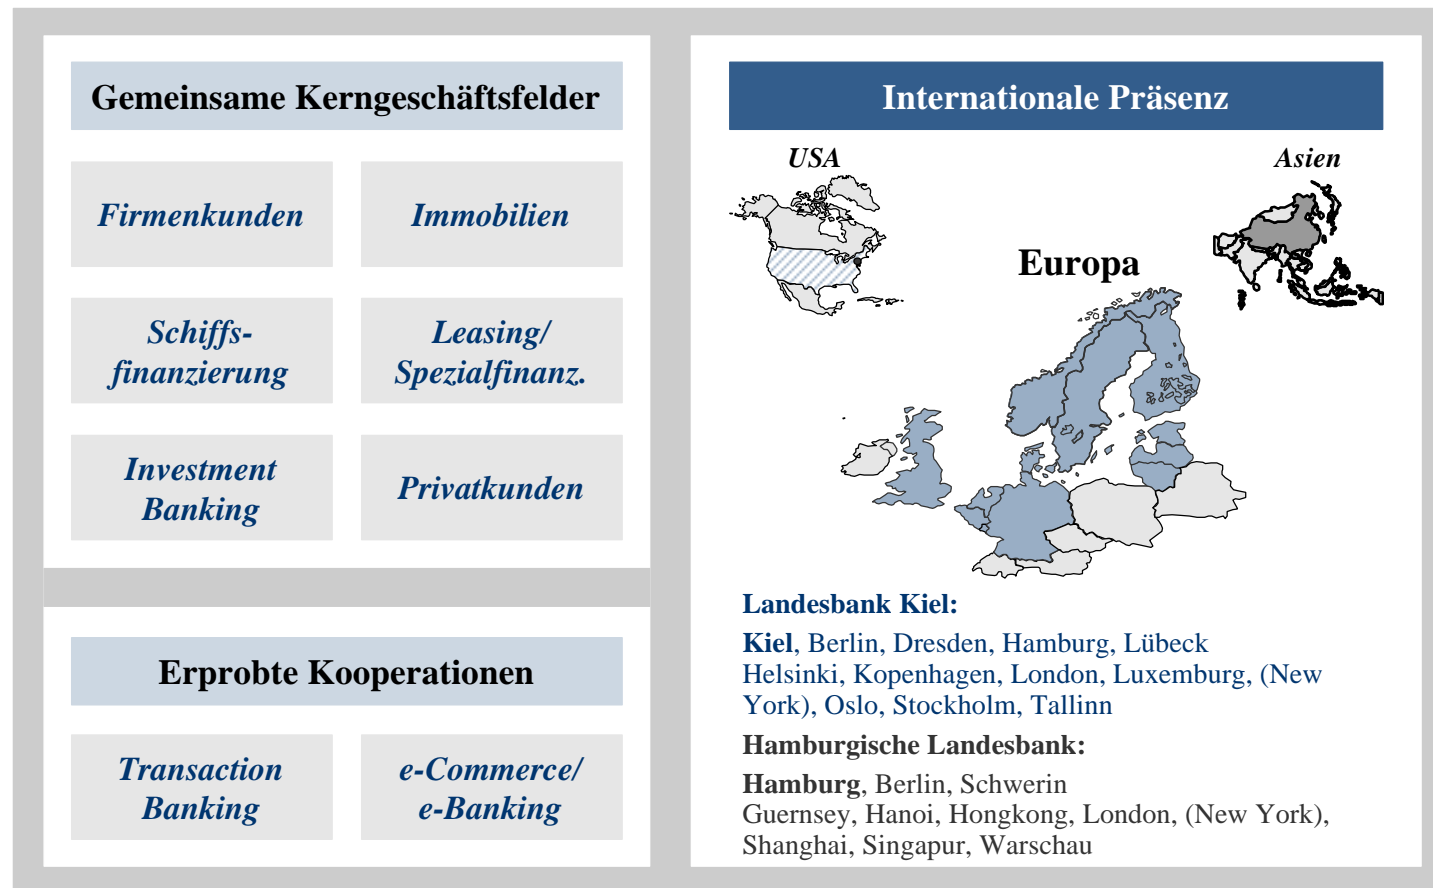 Gemeinsame Kerngeschäftsfelder
Firmenkunden
Immobilien
Schiffs-
finanzierung
Leasing/
Spezialfinanz.
Investment
Banking
Privatkunden
Erprobte Kooperationen
Transaction
Banking
e-Commerce/
e-Banking
Internationale Präsenz
USA
Asien
Europa
Landesbank Kiel:
Kiel, Berlin, Dresden, Hamburg, Lübeck
Helsinki, Kopenhagen, London, Luxemburg, (New
York), Oslo, Stockholm, Tallinn
Hamburgische Landesbank:
Hamburg, Berlin, Schwerin
Guernsey, Hanoi, Hongkong, London, (New York),
Shanghai, Singapur, Warschau